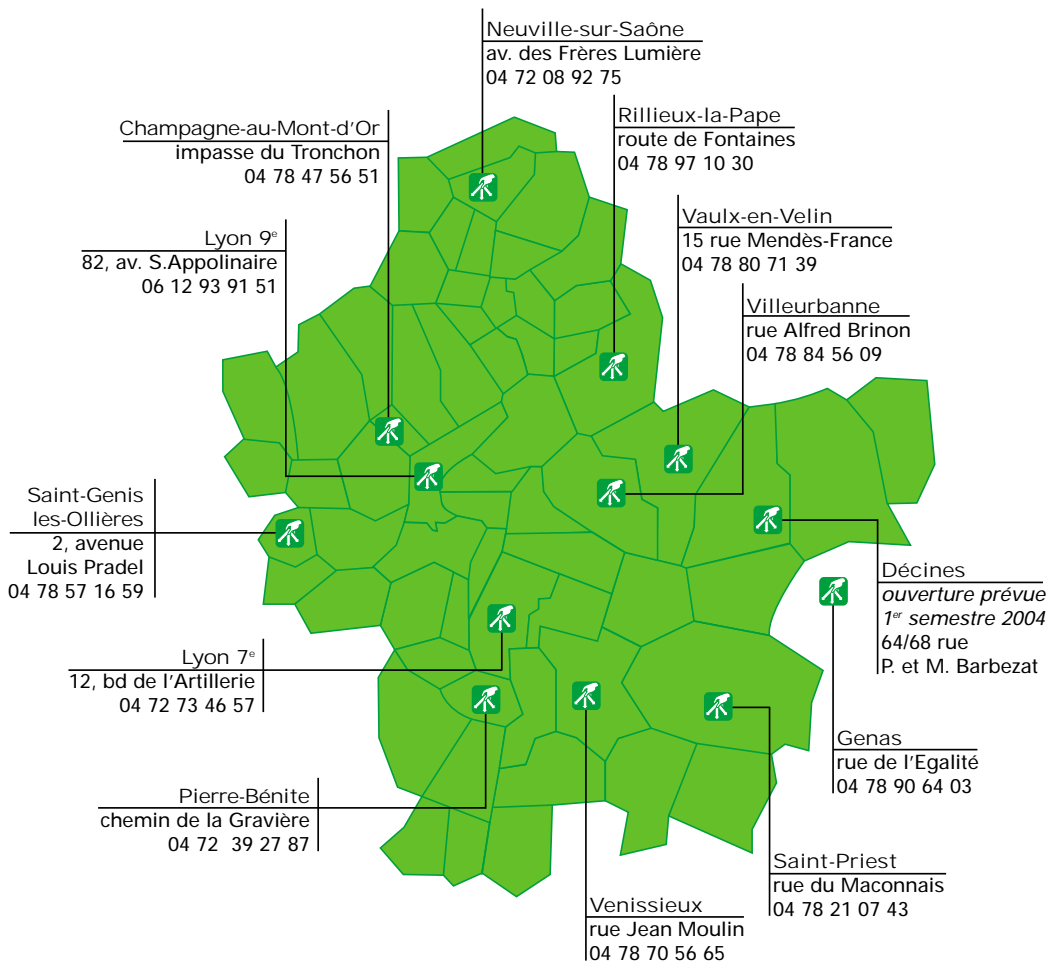 Neuville-sur-Saône
av. des Frères Lumière
04 72 08 92 75
Champagne-au-Mont-d'Or
impasse du Tronchon
04 78 47 56 51
Rillieux-la-Pape
route de Fontaines
04 78 97 10 30
Lyon 9e
82, av. S.Appolinaire
06 12 93 91 51
Vaulx-en-Velin
15 rue Mendès-France
04 78 80 71 39
Villeurbanne
rue Alfred Brinon
04 78 84 56 09
Saint-Genis
les-Ollières
2, avenue
Louis Pradel
04 78 57 16 59
Décines
ouverture prévue
1er semestre 2004
64/68 rue
P. et M. Barbezat
Lyon 7e
12, bd de l'Artillerie
04 72 73 46 57
Genas
rue de l'Egalité
04 78 90 64 03
Pierre-Bénite
chemin de la Gravière
04 72 39 27 87
Saint-Priest
rue du Maconnais
04 78 21 07 43
Venissieux
rue Jean Moulin
04 78 70 56 65